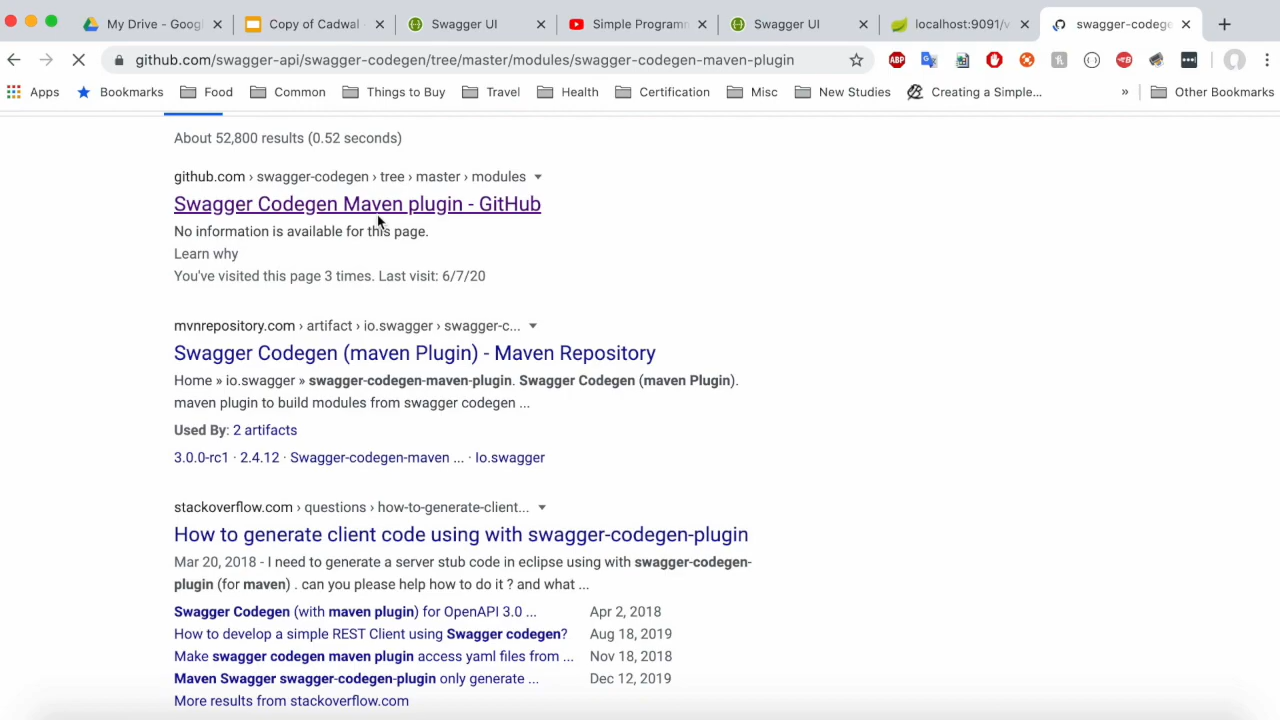 My Drive - Googl
Copy of Cadwal
Swagger UI
Simple Programm
Swagger UI
localhost:9091/v
swagger-codege
github.com/swagger-api/swagger-codegen/tree/master/modules/swagger-codegen-maven-plugin
ABP
Apps
Bookmarks
Food
Common
Things to Buy
Travel
Health
Certification
Misc
New Studies
Creating a Simple...
»
Other Bookmarks
About 52,800 results (0.52 seconds)
github.com › swagger-codegen › tree › master › modules
Swagger Codegen Maven plugin - GitHub
No information is available for this page.
Learn why
You've visited this page 3 times. Last visit: 6/7/20
mvnrepository.com › artifact › io.swagger › swagger-c...
Swagger Codegen (maven Plugin) - Maven Repository
Home » io.swagger » swagger-codegen-maven-plugin. Swagger Codegen (maven Plugin).
maven plugin to build modules from swagger codegen ...
Used By: 2 artifacts
3.0.0-rc1 · 2.4.12 · Swagger-codegen-maven ... · Io.swagger
stackoverflow.com › questions › how-to-generate-client...
How to generate client code using with swagger-codegen-plugin
Mar 20, 2018 - I need to generate a server stub code in eclipse using with swagger-codegen-
plugin (for maven) . can you please help how to do it ? and what ...
Swagger Codegen (with maven plugin) for OpenAPI 3.0 ... Apr 2, 2018
How to develop a simple REST Client using Swagger codegen? Aug 18, 2019
Make swagger codegen maven plugin access yaml files from ... Nov 18, 2018
Maven Swagger swagger-codegen-plugin only generate ... Dec 12, 2019
More results from stackoverflow.com